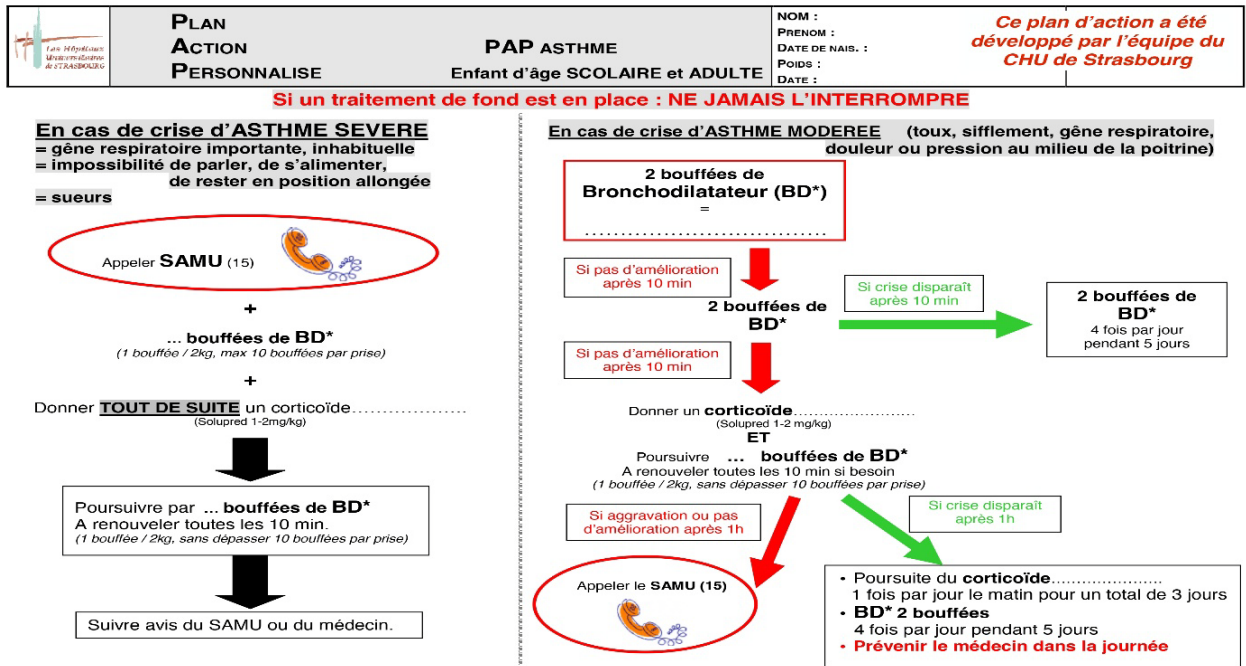 Les Hôpitaux
Universitaires
de STRASBOURG
PLAN
ACTION
PERSONNALISE
PAP ASTHME
Enfant d'âge SCOLAIRE et ADULTE
NOM :
PRENOM :
DATE DE NAIS. :
POIDS :
DATE :
Ce plan d'action a été
développé par l'équipe du
CHU de Strasbourg
Si un traitement de fond est en place : NE JAMAIS L'INTERROMPRE
En cas de crise d'ASTHME SEVERE
= gêne respiratoire importante, inhabituelle
= impossibilité de parler, de s'alimenter,
de rester en position allongée
= sueurs
Appeler SAMU (15)
+
... bouffées de BD*
(1 bouffée / 2kg, max 10 bouffées par prise)
+
Donner TOUT DE SUITE un corticoïde...................
(Solupred 1-2mg/kg)
Poursuivre par ... bouffées de BD*
A renouveler toutes les 10 min.
(1 bouffée / 2kg, sans dépasser 10 bouffées par prise)
Suivre avis du SAMU ou du médecin.
En cas de crise d'ASTHME MODEREE (toux, sifflement, gêne respiratoire,
douleur ou pression au milieu de la poitrine)
2 bouffées de
Bronchodilatateur (BD*)
=
..................................
Si pas d'amélioration
après 10 min
2 bouffées de
BD*
Si crise disparaît
après 10 min
2 bouffées de
BD*
4 fois par jour
pendant 5 jours
Si pas d'amélioration
après 10 min
Donner un corticoïde........................
(Solupred 1-2 mg/kg)
ET
Poursuivre ... bouffées de BD*
A renouveler toutes les 10 min si besoin
(1 bouffée / 2kg, sans dépasser 10 bouffées par prise)
Si aggravation ou pas
d'amélioration après 1h
Si crise disparaît
après 1h
Appeler le SAMU (15)
• Poursuite du corticoïde......................
1 fois par jour le matin pour un total de 3 jours
• BD* 2 bouffées
4 fois par jour pendant 5 jours
• Prévenir le médecin dans la journée